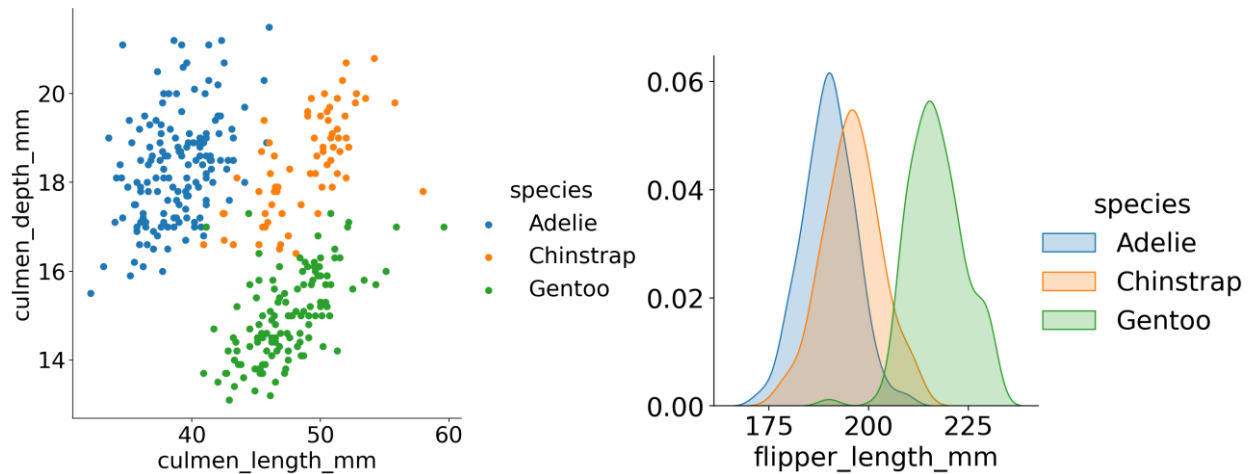 culmen_depth_mm
20
18
16
14
40
50
60
culmen_length_mm
species
Adelie
Chinstrap
Gentoo
0.06
0.04
0.02
0.00
175
200
225
flipper_length_mm
species
Adelie
Chinstrap
Gentoo